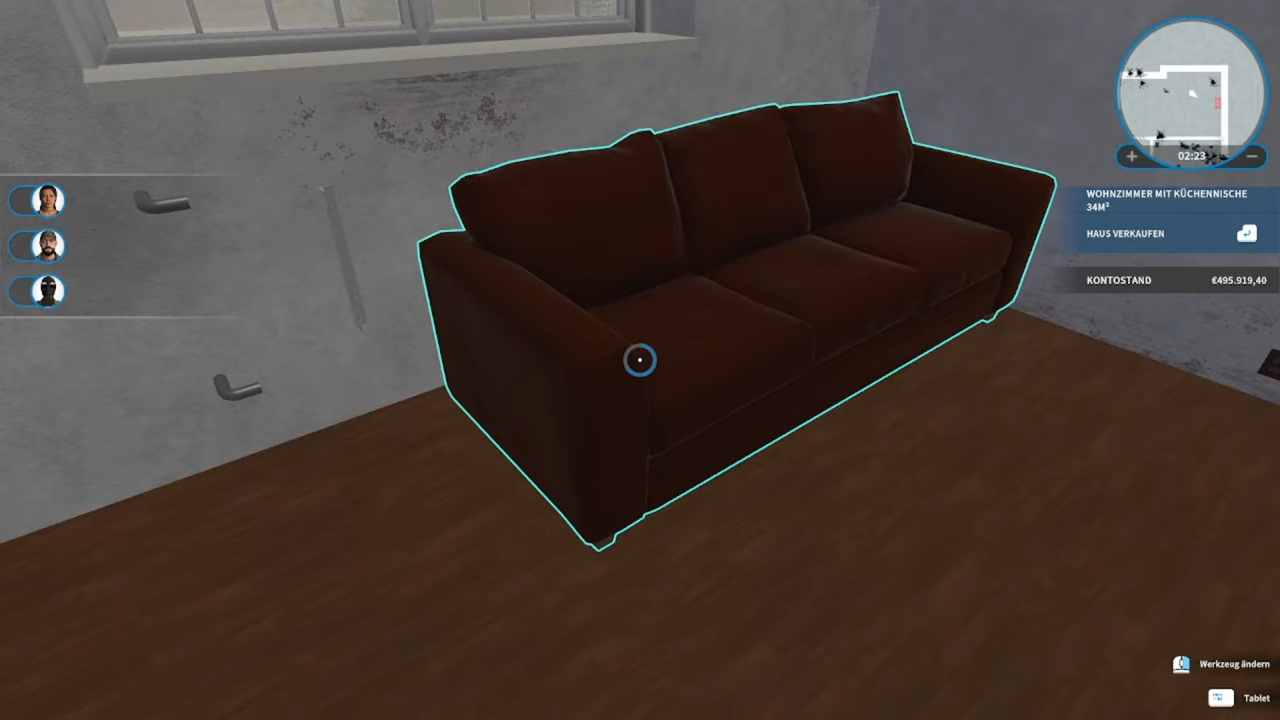 02:23
WOHNZIMMER MIT KÜCHENNISCHE
34M²
HAUS VERKAUFEN
KONTOSTAND €495.919,40
Werkzeug ändern
Tablet